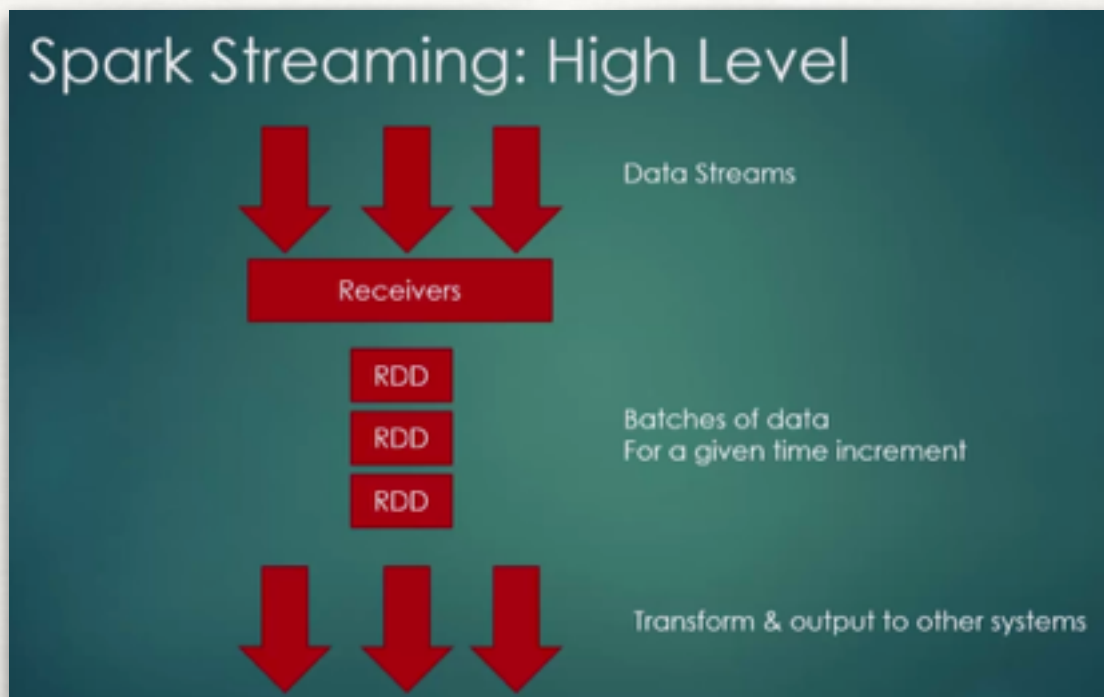 Spark Streaming: High Level
Data Streams
Receivers
RDD
RDD
RDD
Batches of data
For a given time increment
Transform & output to other systems